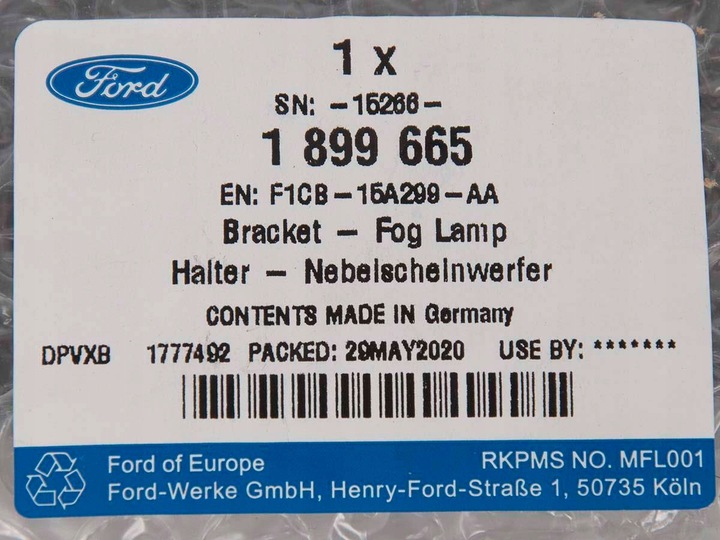 Ford
1 x
SN: -15266-
1 899 665
EN: F1CB-15A299-AA
Bracket - Fog Lamp
Halter - Nebelscheinwerfer
CONTENTS MADE IN Germany
DPVXB 1777492 PACKED: 29MAY2020 USE BY: *******
Ford of Europe RKPMS NO. MFL001
Ford-Werke GmbH, Henry-Ford-Straße 1, 50735 Köln